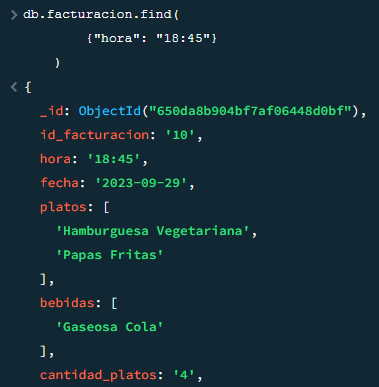 > db.facturacion.find(
{"hora": "18:45"}
)
< {
_id: ObjectId("650da8b904bf7af06448d0bf"),
id_facturacion: '10',
hora: '18:45',
fecha: '2023-09-29',
platos: [
'Hamburguesa Vegetariana',
'Papas Fritas'
],
bebidas: [
'Gaseosa Cola'
],
cantidad_platos: '4',